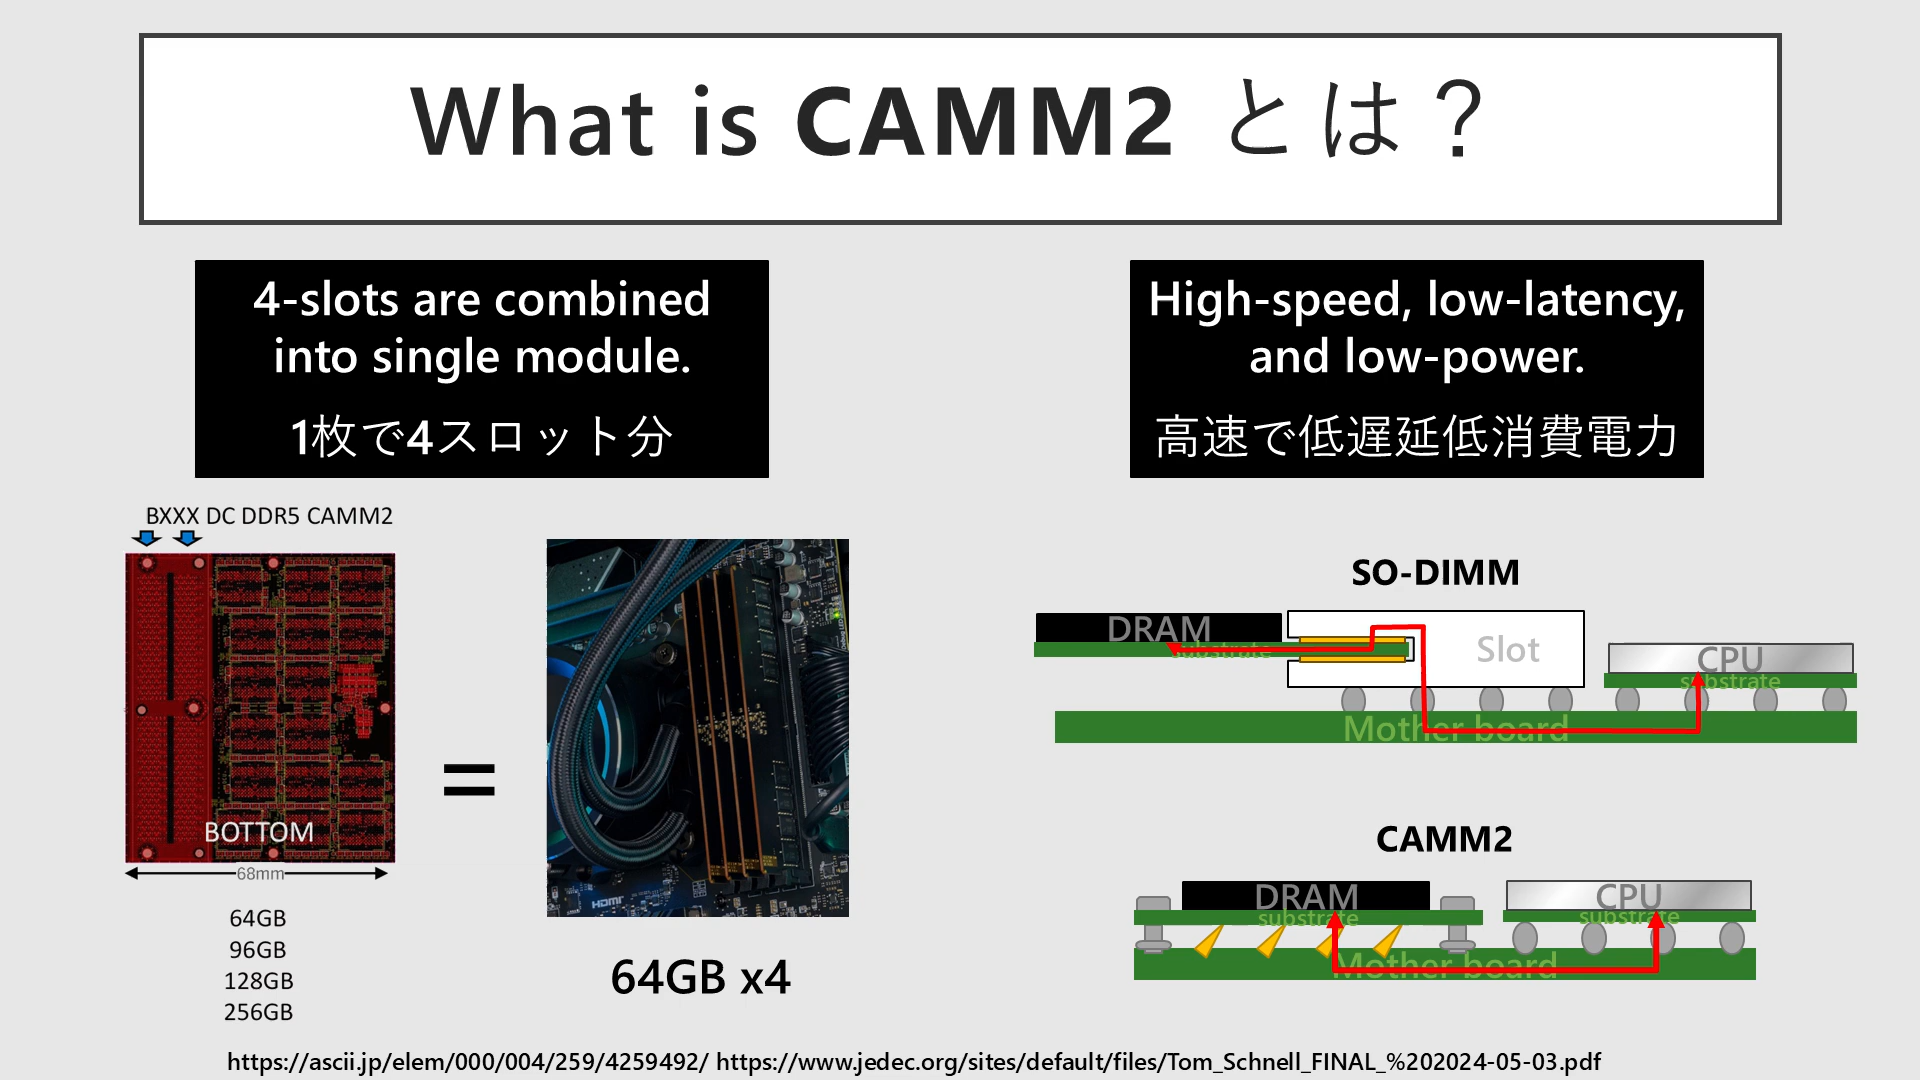 What is CAMM2 とは？
4-slots are combined
into single module.
1枚で4スロット分
High-speed, low-latency,
and low-power.
高速で低遅延低消費電力
BXXX DC DDR5 CAMM2
BOTTOM
68mm
64GB
96GB
128GB
256GB
=
HDMI
64GB x4
SO-DIMM
DRAM
substrate
Slot
CPU
substrate
Mother board
CAMM2
DRAM
substrate
CPU
substrate
Mother board
https://ascii.jp/elem/000/004/259/4259492/ https://www.jedec.org/sites/default/files/Tom_Schnell_FINAL_%202024-05-03.pdf